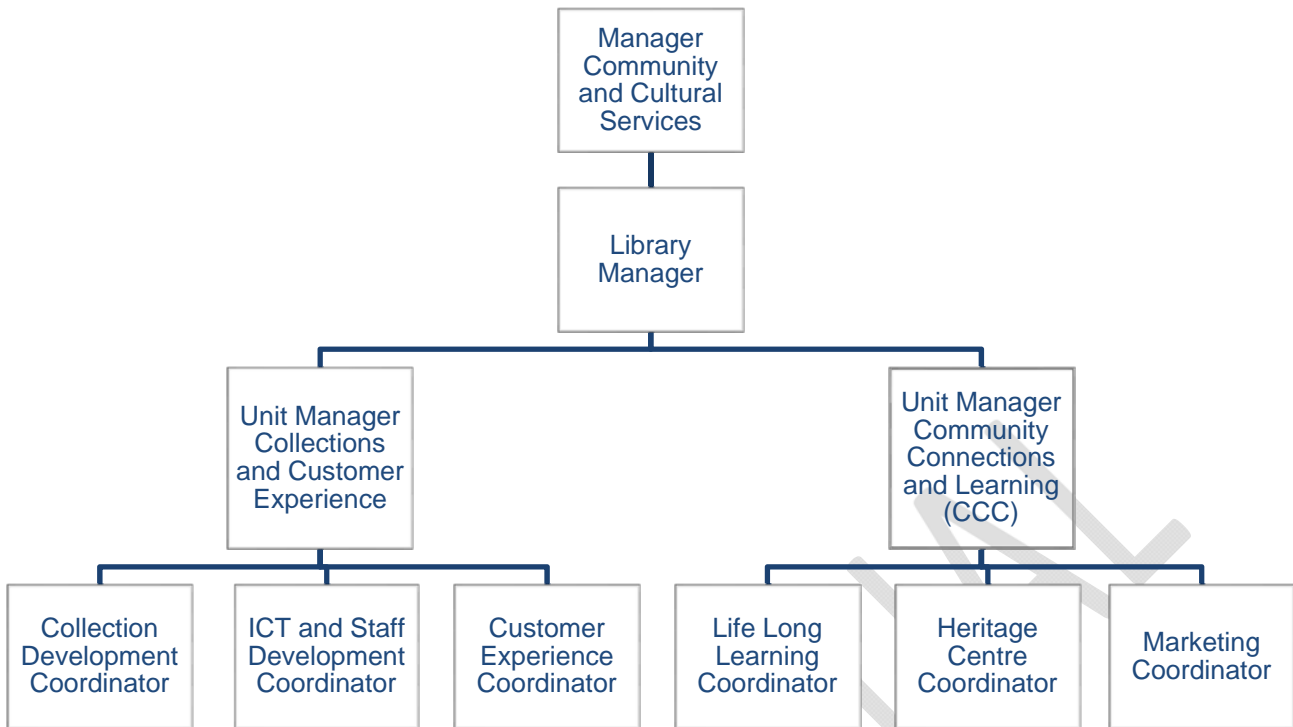 Manager
Community
and Cultural
Services
Library
Manager
Unit Manager
Collections
and Customer
Experience
Unit Manager
Community
Connections
and Learning
(CCC)
Collection
Development
Coordinator
ICT and Staff
Development
Coordinator
Customer
Experience
Coordinator
Life Long
Learning
Coordinator
Heritage
Centre
Coordinator
Marketing
Coordinator